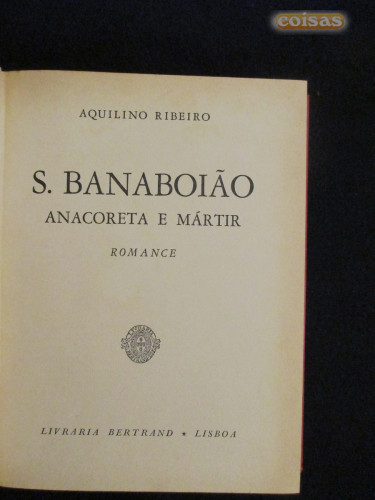 coisas
AQUILINO RIBEIRO
S. BANABOIÃO
ANACORETA E MÁRTIR
ROMANCE
LIVRARIA BERTRAND • LISBOA